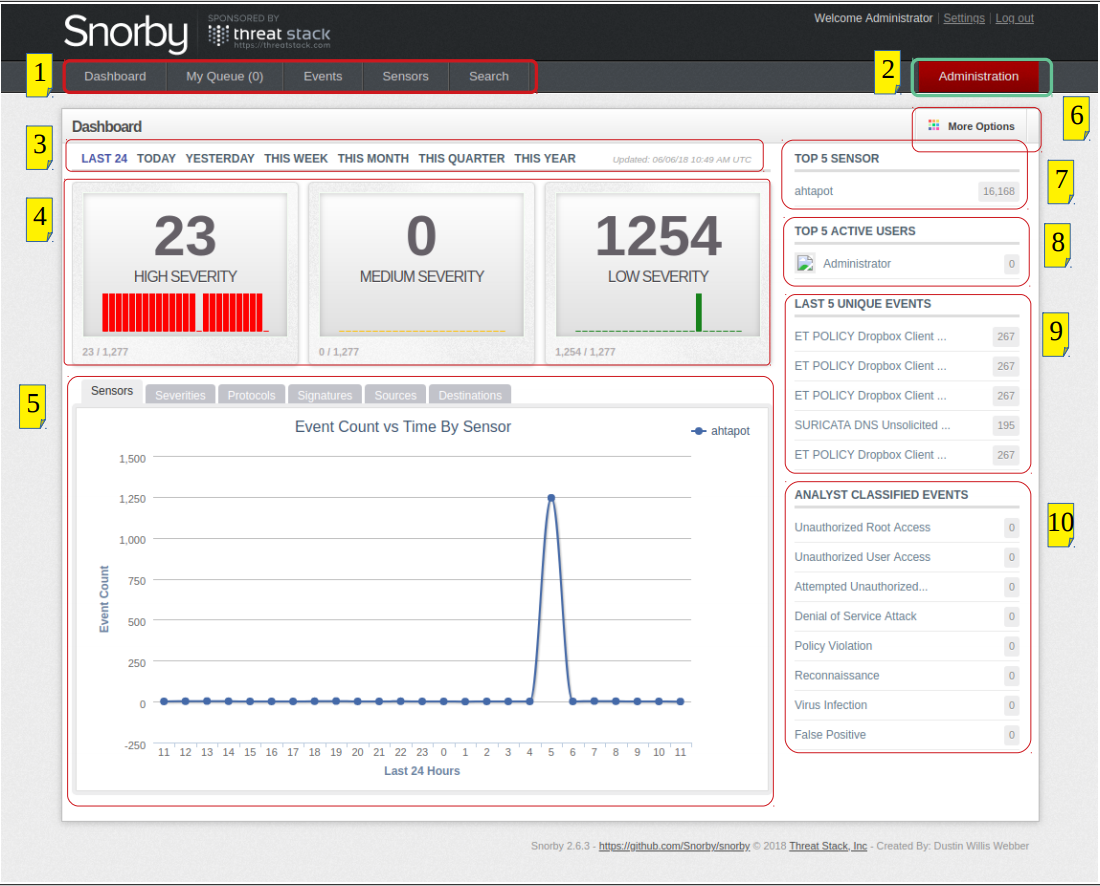 Snorby
SPONSORED BY
threat stack
https://threatstack.com
Welcome Administrator | Settings | Log out
1
Dashboard My Queue (0) Events Sensors Search
2
Administration
Dashboard
More Options
6
3
LAST 24 TODAY YESTERDAY THIS WEEK THIS MONTH THIS QUARTER THIS YEAR Updated: 06/06/18 10:49 AM UTC
4
23
HIGH SEVERITY
23 / 1,277
0
MEDIUM SEVERITY
0 / 1,277
1254
LOW SEVERITY
1,254 / 1,277
TOP 5 SENSOR
ahtapot 16,168
7
TOP 5 ACTIVE USERS
Administrator 0
8
LAST 5 UNIQUE EVENTS
ET POLICY Dropbox Client ... 267
ET POLICY Dropbox Client ... 267
ET POLICY Dropbox Client ... 267
SURICATA DNS Unsolicited ... 195
ET POLICY Dropbox Client ... 267
9
5
Sensors Severities Protocols Signatures Sources Destinations
Event Count vs Time By Sensor
ahtapot
1,500
1,250
1,000
750
500
250
0
-250
Event Count
11 12 13 14 15 16 17 18 19 20 21 22 23 0 1 2 3 4 5 6 7 8 9 10 11
Last 24 Hours
ANALYST CLASSIFIED EVENTS
Unauthorized Root Access 0
Unauthorized User Access 0
Attempted Unauthorized... 0
Denial of Service Attack 0
Policy Violation 0
Reconnaissance 0
Virus Infection 0
False Positive 0
10
Snorby 2.6.3 - https://github.com/Snorby/snorby © 2018 Threat Stack, Inc - Created By: Dustin Willis Webber